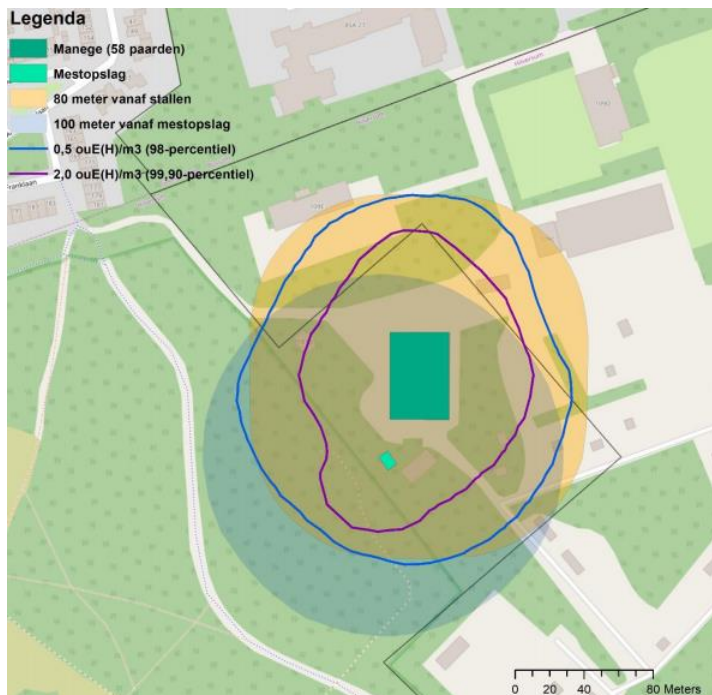 Legenda
Manege (58 paarden)
Mestopslag
80 meter vanaf stallen
100 meter vanaf mestopslag
0,5 ouE(H)/m3 (98-percentiel)
2,0 ouE(H)/m3 (99,90-percentiel)
Hilversum
0 20 40 80 Meters